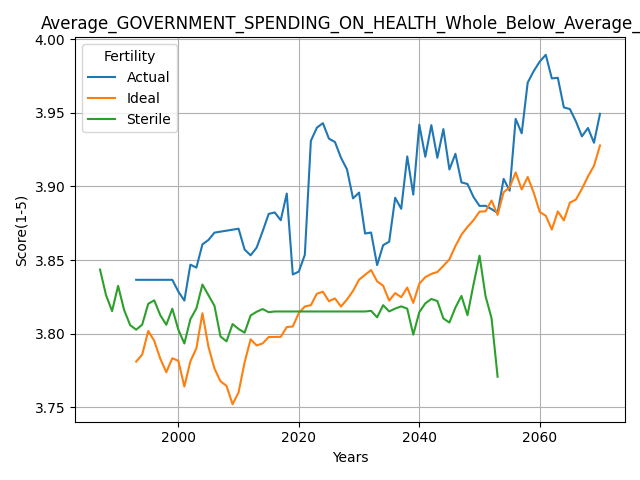 Average_GOVERNMENT_SPENDING_ON_HEALTH_Whole_Below_Average_
Fertility
Actual
Ideal
Sterile
Score(1-5)
4.00
3.95
3.90
3.85
3.80
3.75
2000 2020 2040 2060
Years